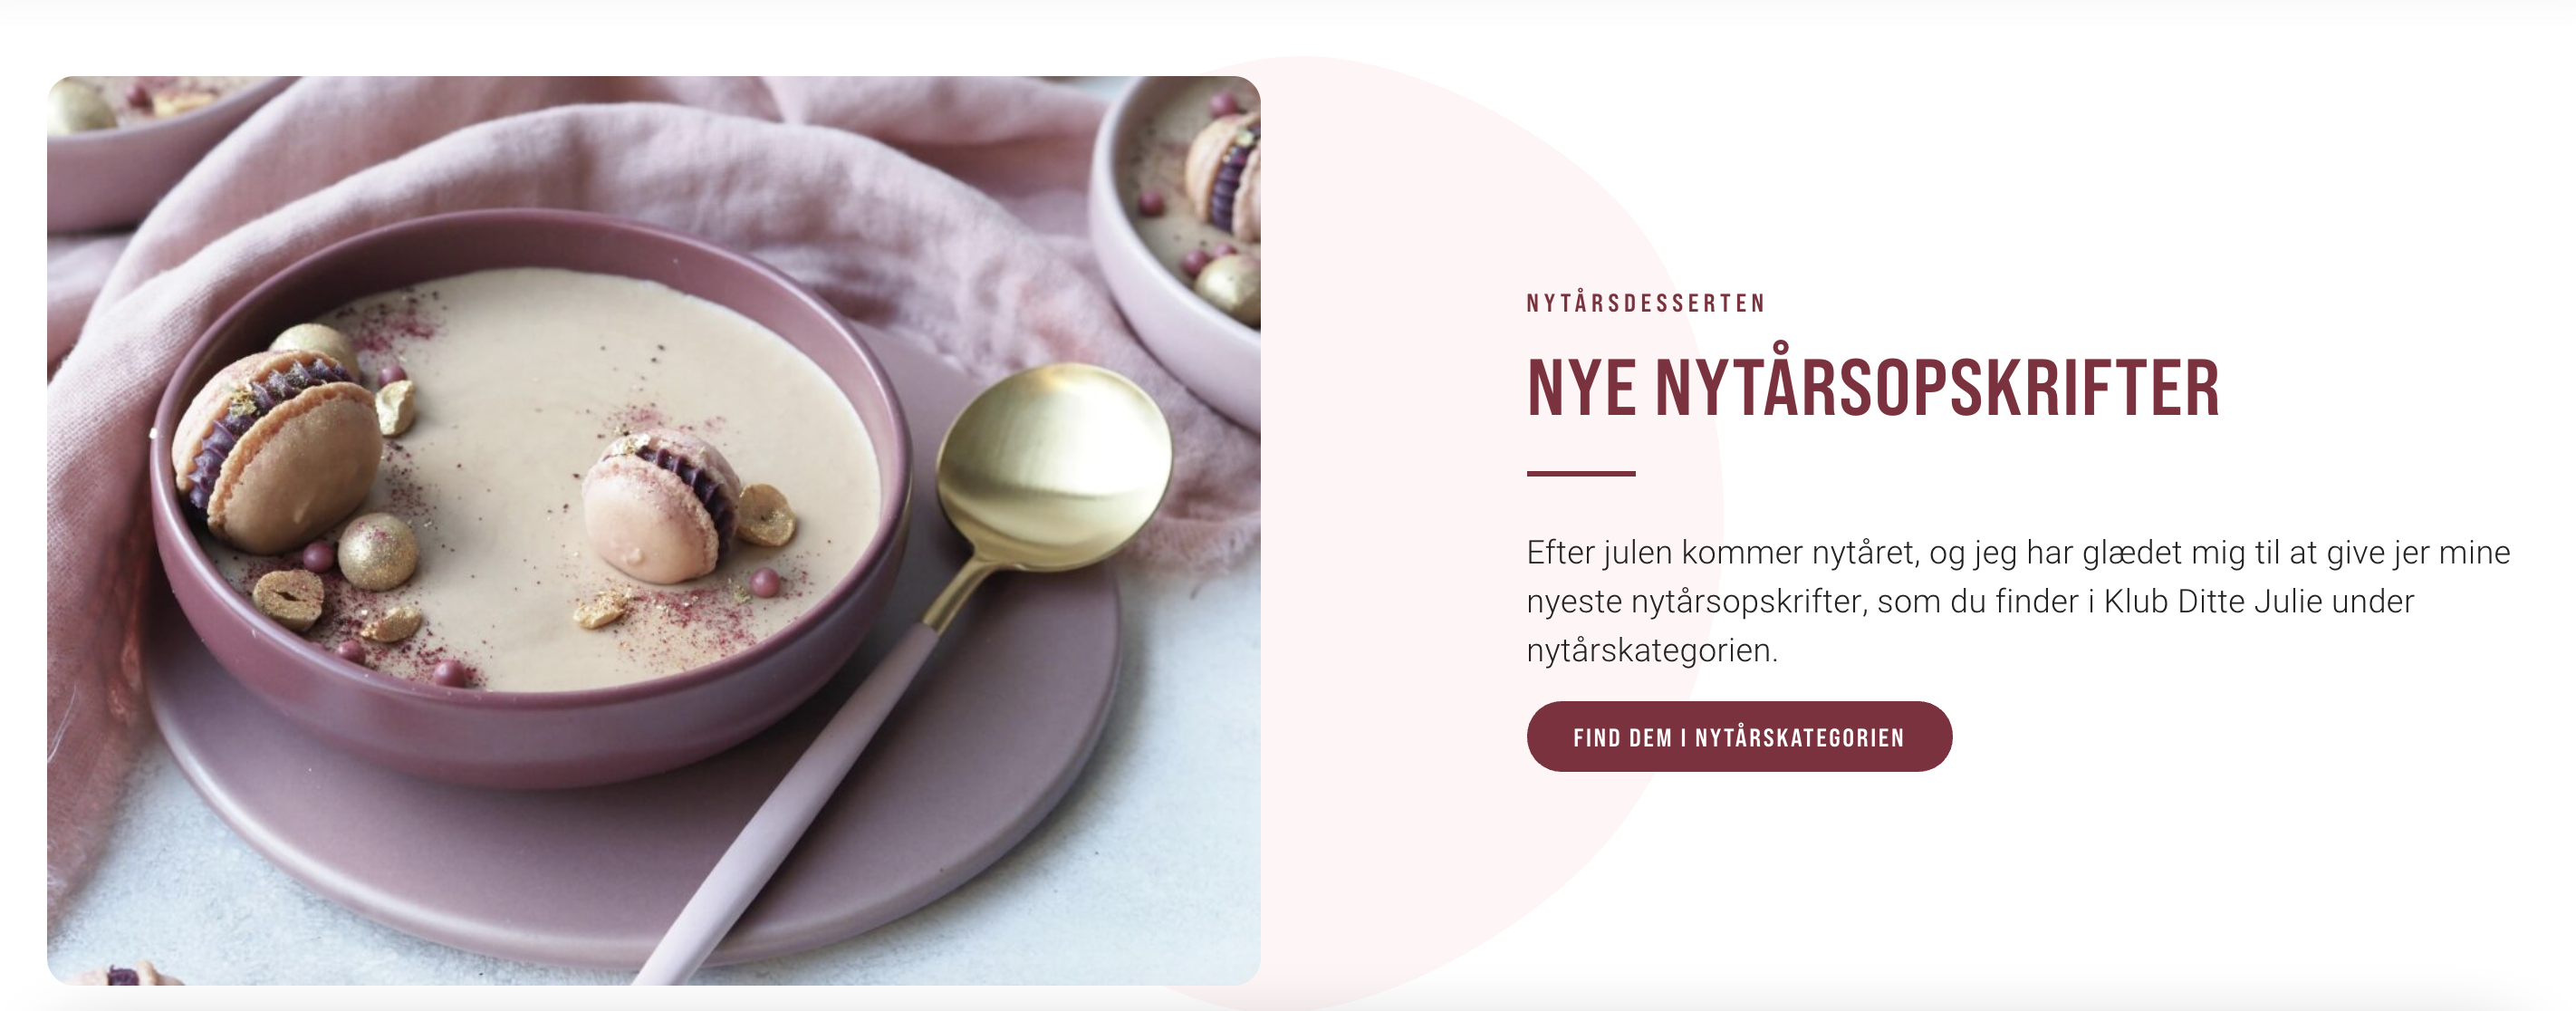 NYTÅRSDESSERTEN
NYE NYTÅRSOPSKRIFTER
Efter julen kommer nytåret, og jeg har glædet mig til at give jer mine
nyeste nytårsopskrifter, som du finder i Klub Ditte Julie under
nytårskategorien.
FIND DEM I NYTÅRSKATEGORIEN